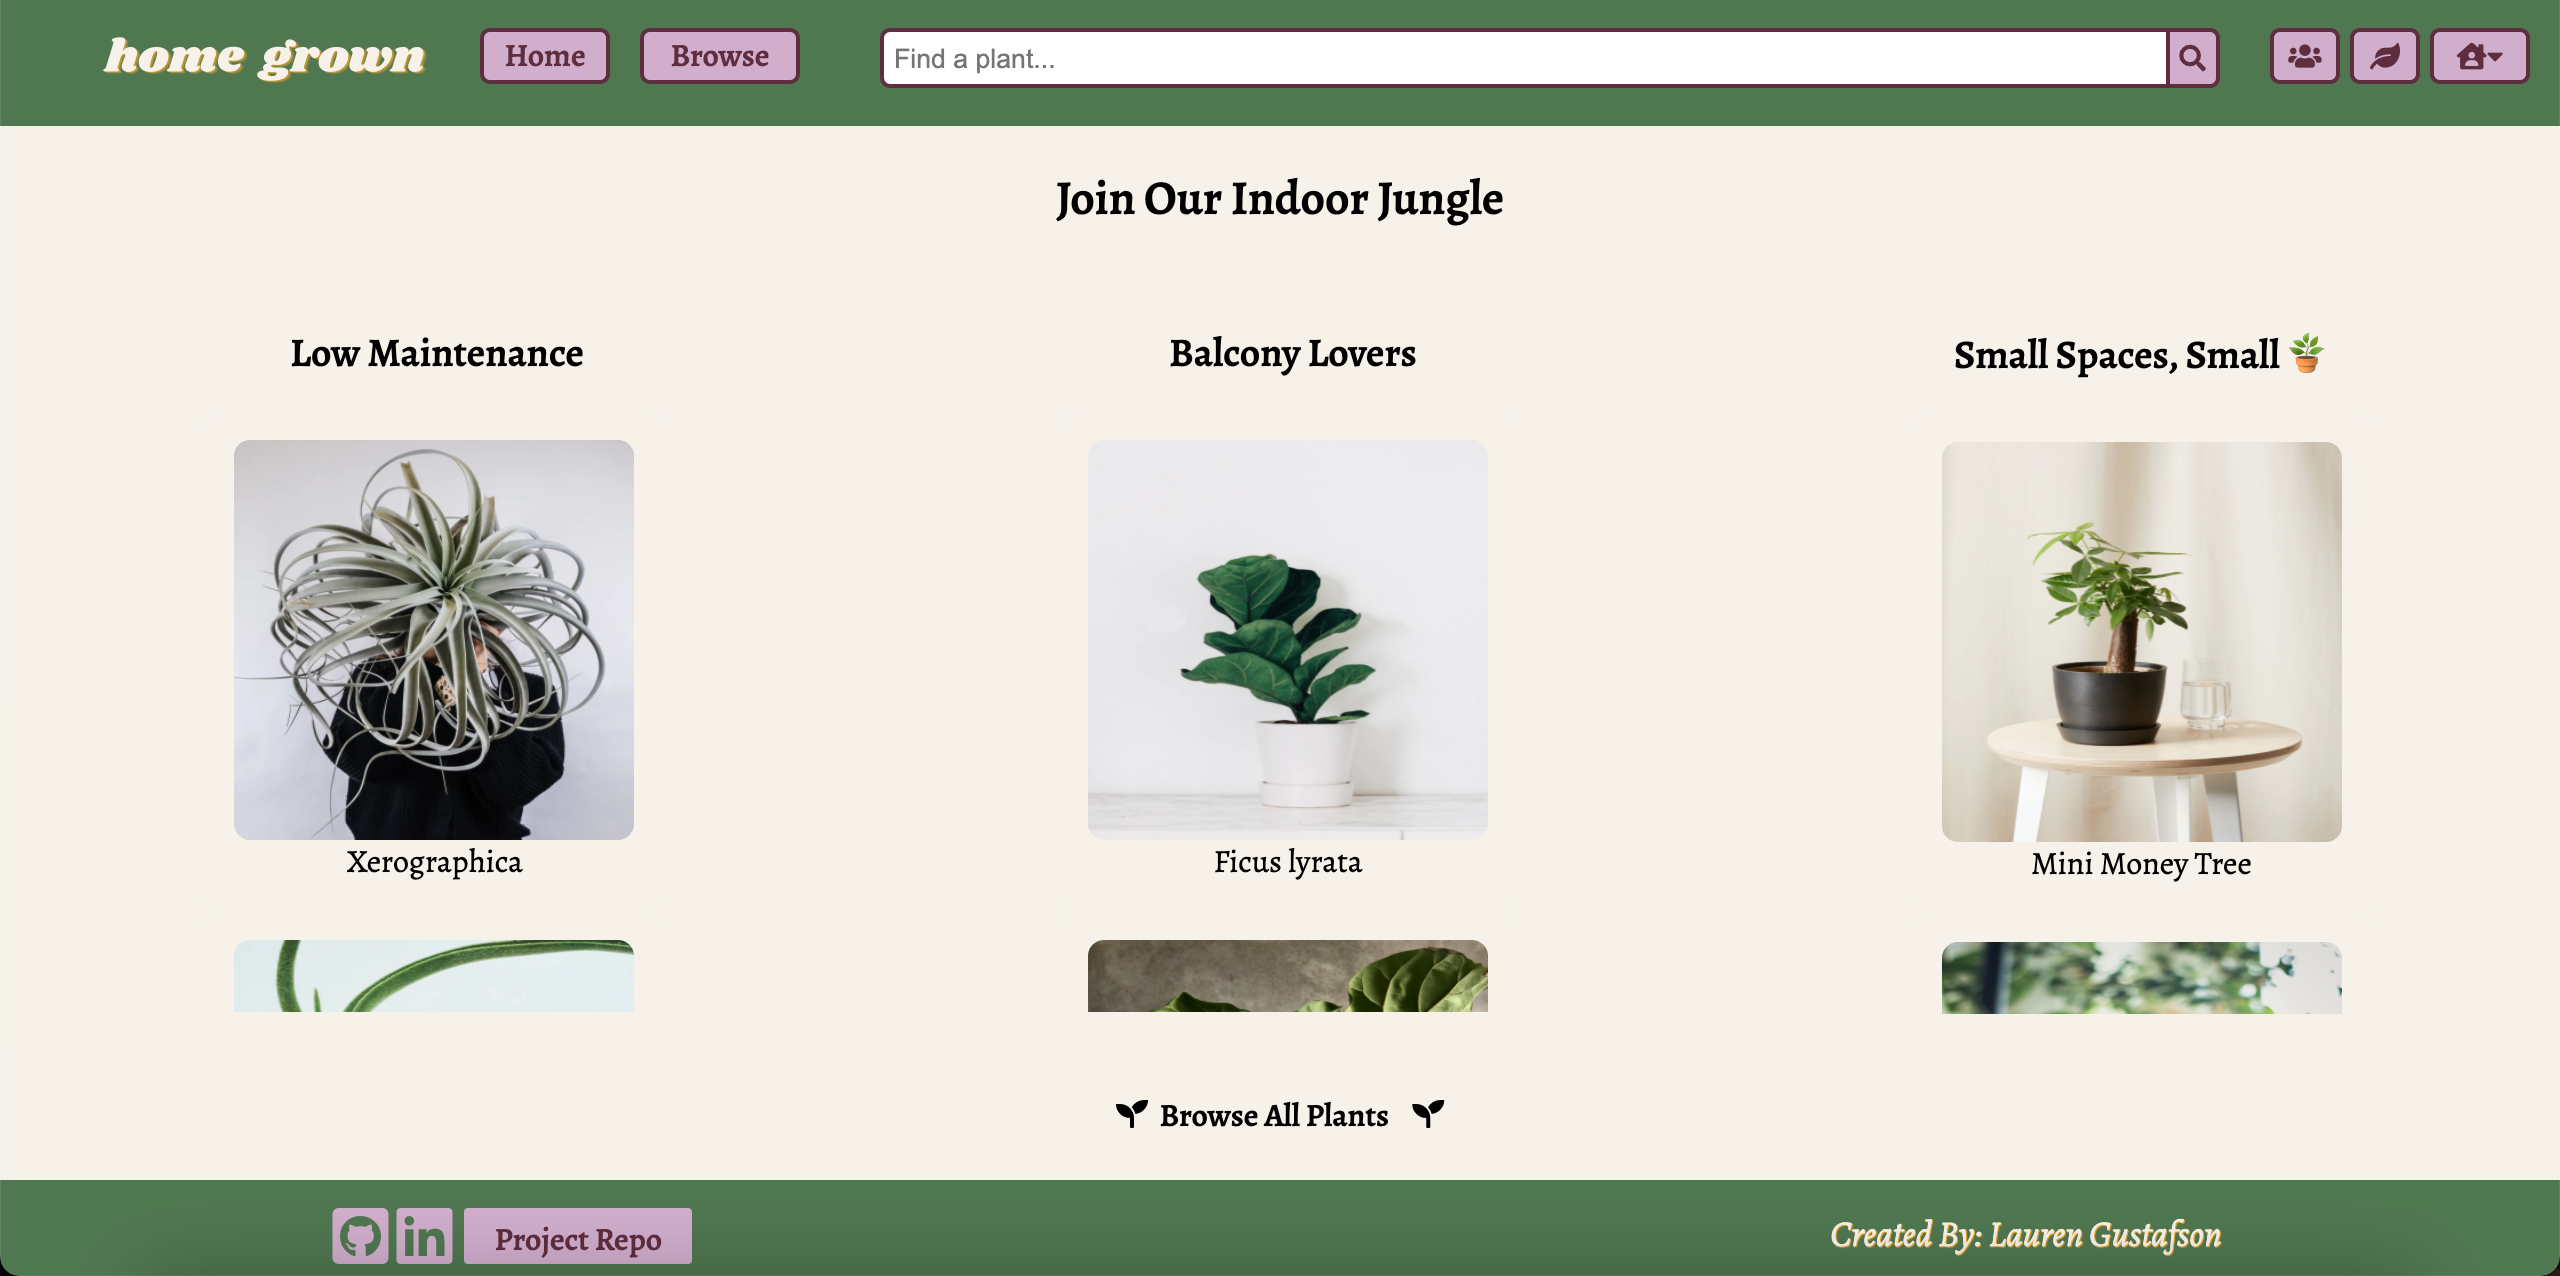 home grown
Home
Browse
Find a plant...
Join Our Indoor Jungle
Low Maintenance
Balcony Lovers
Small Spaces, Small 🪴
Xerographica
Ficus lyrata
Mini Money Tree
Browse All Plants
in
Project Repo
Created By: Lauren Gustafson